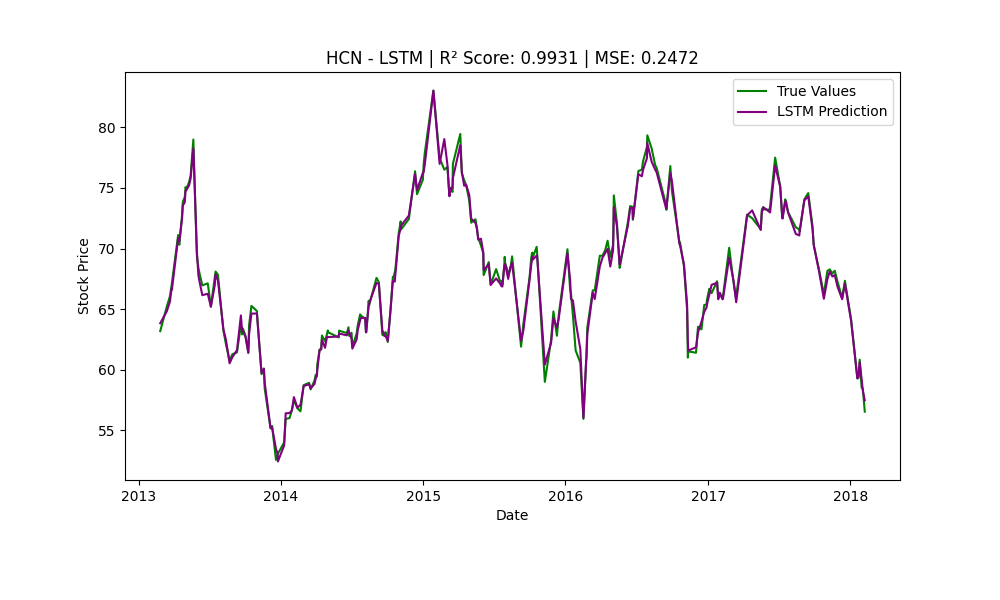 HCN - LSTM | R² Score: 0.9931 | MSE: 0.2472
True Values
LSTM Prediction
Stock Price
80
75
70
65
60
55
2013
2014
2015
2016
2017
2018
Date